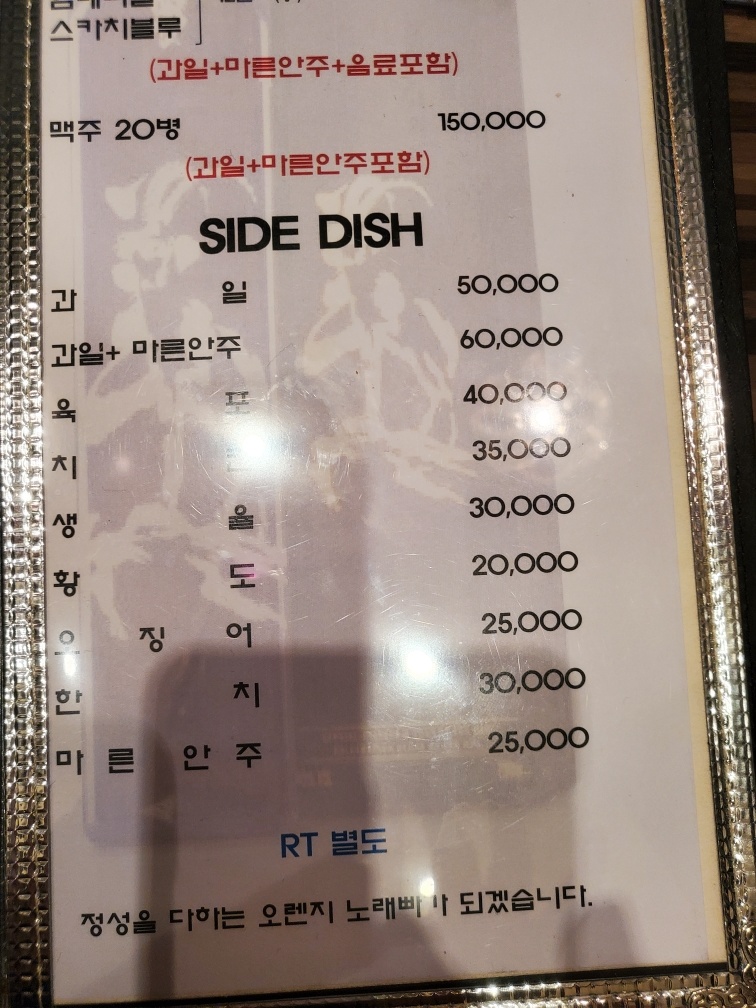 스카치블루
(과일+마른안주+음료포함)
맥주 20병 150,000
(과일+마른안주포함)
SIDE DISH
과 일 50,000
과일+ 마른안주 60,000
육 포 40,000
치 35,000
생 율 30,000
황 도 20,000
오 징 어 25,000
한 치 30,000
마 른 안 주 25,000
RT 별도
정성을 다하는 오렌지 노래빠가 되겠습니다.